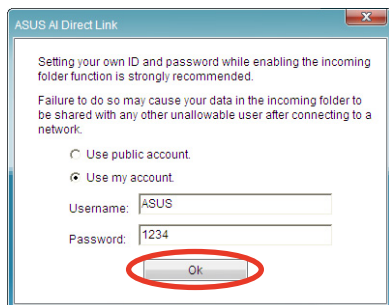 ASUS AI Direct Link
Setting your own ID and password while enabling the incoming
folder function is strongly recommended.
Failure to do so may cause your data in the incoming folder to
be shared with any other unallowable user after connecting to a
network.
Use public account.
Use my account.
Username: ASUS
Password: 1234
Ok